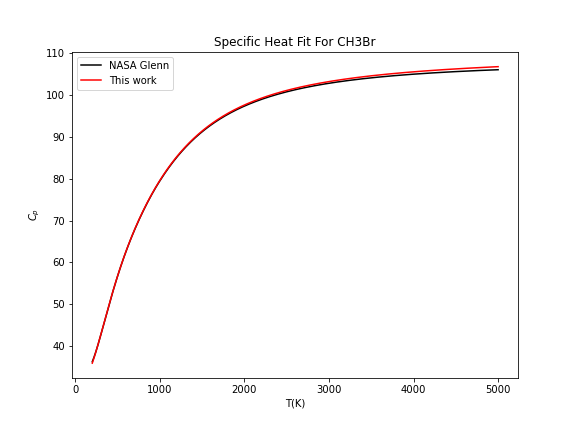 Specific Heat Fit For CH3Br
NASA Glenn
This work
110
100
90
80
70
60
50
40
C_p
0 1000 2000 3000 4000 5000
T(K)